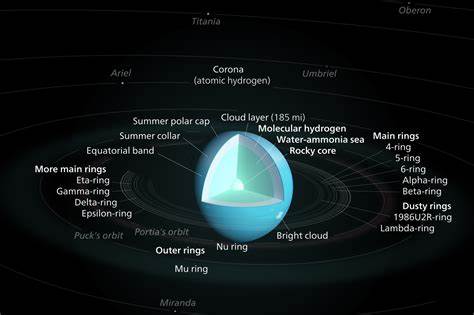 Oberon
Titania
Ariel
Corona
(atomic hydrogen)
Umbriel
Summer polar cap
Cloud layer (185 mi)
Molecular hydrogen
Water-ammonia sea
Rocky core
Summer collar
Equatorial band
Main rings
4-ring
5-ring
6-ring
Alpha-ring
Beta-ring
More main rings
Eta-ring
Gamma-ring
Delta-ring
Epsilon-ring
Dusty rings
1986U2R-ring
Lambda-ring
Puck's orbit
Portia's orbit
Bright cloud
Nu ring
Outer rings
Mu ring
Miranda